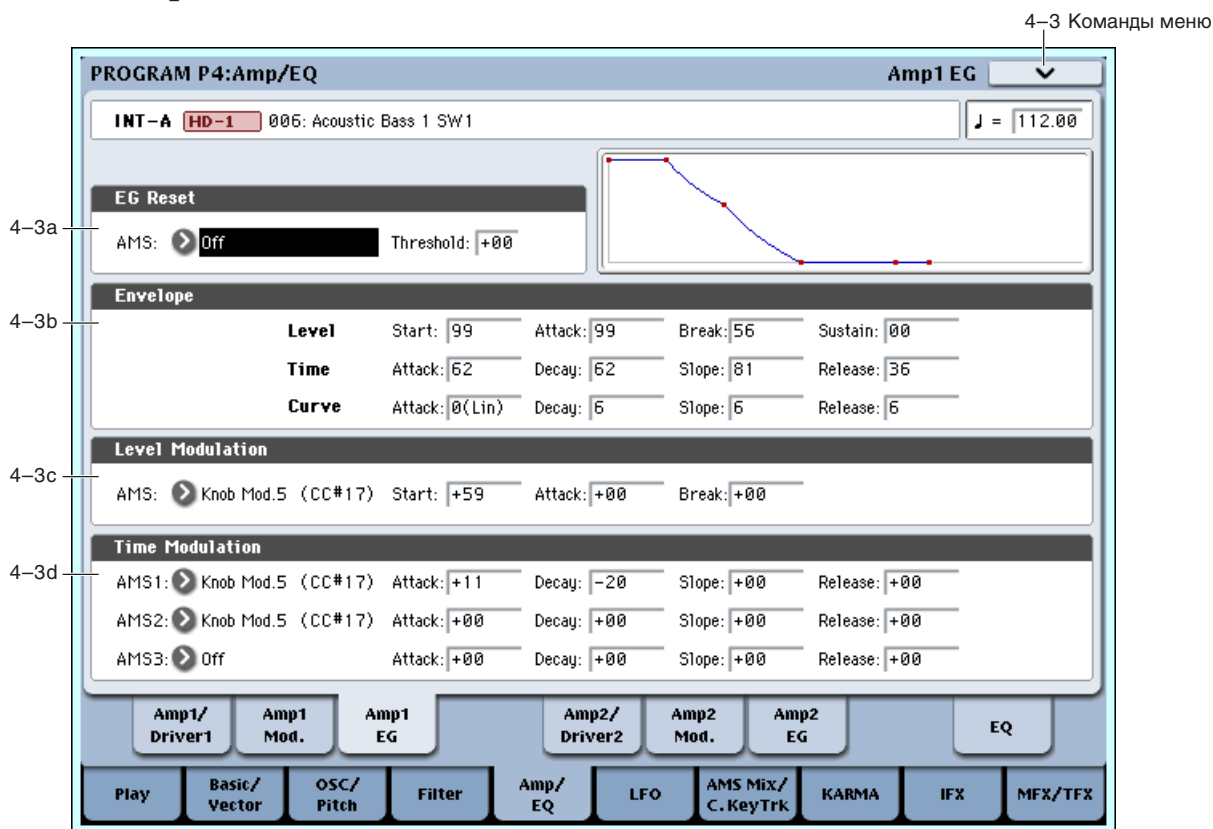 4–3 Команды меню
PROGRAM P4:Amp/EQ Amp1 EG
INT-A HD-1 006: Acoustic Bass 1 SW1 ♩ = 112.00
EG Reset
4–3a
AMS: Off Threshold: +00
Envelope
4–3b
Level Start: 99 Attack: 99 Break: 56 Sustain: 00
Time Attack: 62 Decay: 62 Slope: 81 Release: 36
Curve Attack: 0(Lin) Decay: 6 Slope: 6 Release: 6
Level Modulation
4–3c
AMS: Knob Mod.5 (CC#17) Start: +59 Attack: +00 Break: +00
Time Modulation
4–3d
AMS1: Knob Mod.5 (CC#17) Attack: +11 Decay: -20 Slope: +00 Release: +00
AMS2: Knob Mod.5 (CC#17) Attack: +00 Decay: +00 Slope: +00 Release: +00
AMS3: Off Attack: +00 Decay: +00 Slope: +00 Release: +00
Amp1/ Amp1 Amp1 Amp2/ Amp2 Amp2 EQ
Driver1 Mod. EG Driver2 Mod. EG
Play Basic/ OSC/ Filter Amp/ LFO AMS Mix/ KARMA IFX MFX/TFX
Vector Pitch EQ C.KeyTrk